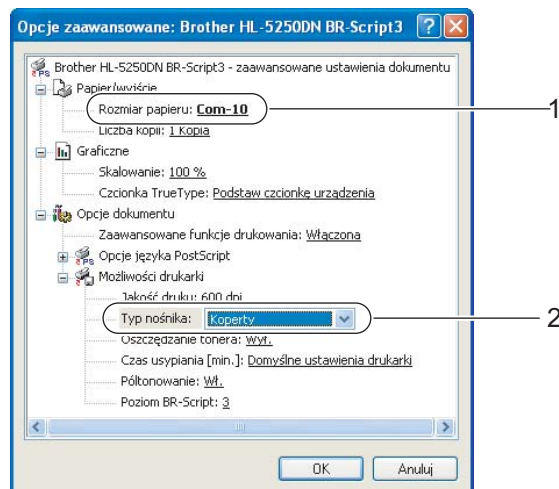 Opcje zaawansowane: Brother HL-5250DN BR-Script3
Brother HL-5250DN BR-Script3 - zaawansowane ustawienia dokumentu
Papier/wyjście
Rozmiar papieru: Com-10
1
Liczba kopii: 1 Kopia
Graficzne
Skalowanie: 100 %
Czcionka TrueType: Podstaw czcionkę urządzenia
Opcje dokumentu
Zaawansowane funkcje drukowania: Włączona
Opcje języka PostScript
Możliwości drukarki
Jakość druku: 600 dpi
Typ nośnika: Koperty
2
Oszczędzanie tonera: Wył.
Czas usypiania [min.]: Domyślne ustawienia drukarki
Półtonowanie: Wł.
Poziom BR-Script: 3
OK Anuluj